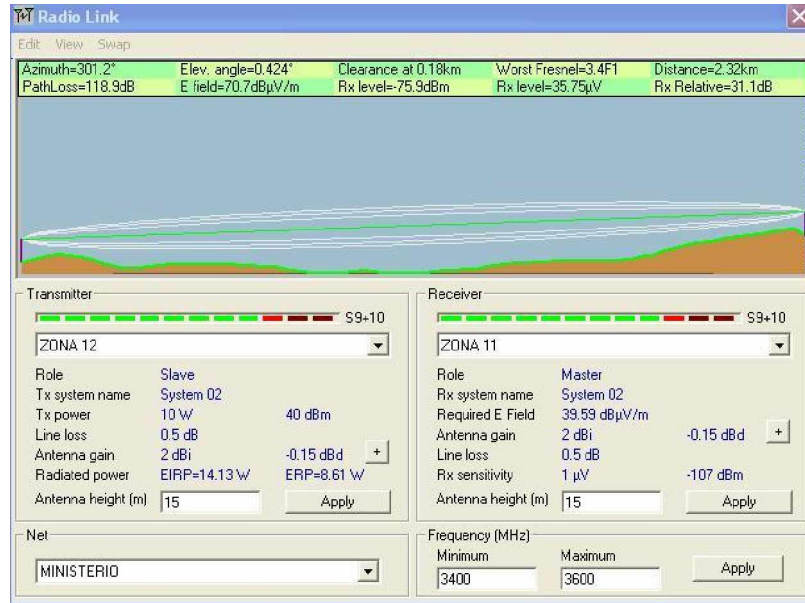 Radio Link
Edit View Swap
Azimuth=301.2° Elev. angle=0.424° Clearance at 0.18km Worst Fresnel=3.4F1 Distance=2.32km
PathLoss=118.9dB E field=70.7dBµV/m Rx level=-75.9dBm Rx level=35.75µV Rx Relative=31.1dB
Transmitter
S9+10
ZONA 12
Role Slave
Tx system name System 02
Tx power 10 W 40 dBm
Line loss 0.5 dB
Antenna gain 2 dBi -0.15 dBd +
Radiated power EIRP=14.13 W ERP=8.61 W
Antenna height (m) 15 Apply
Receiver
S9+10
ZONA 11
Role Master
Rx system name System 02
Required E Field 39.59 dBµV/m
Antenna gain 2 dBi -0.15 dBd +
Line loss 0.5 dB
Rx sensitivity 1 µV -107 dBm
Antenna height (m) 15 Apply
Net
MINISTERIO
Frequency (MHz)
Minimum Maximum
3400 3600 Apply